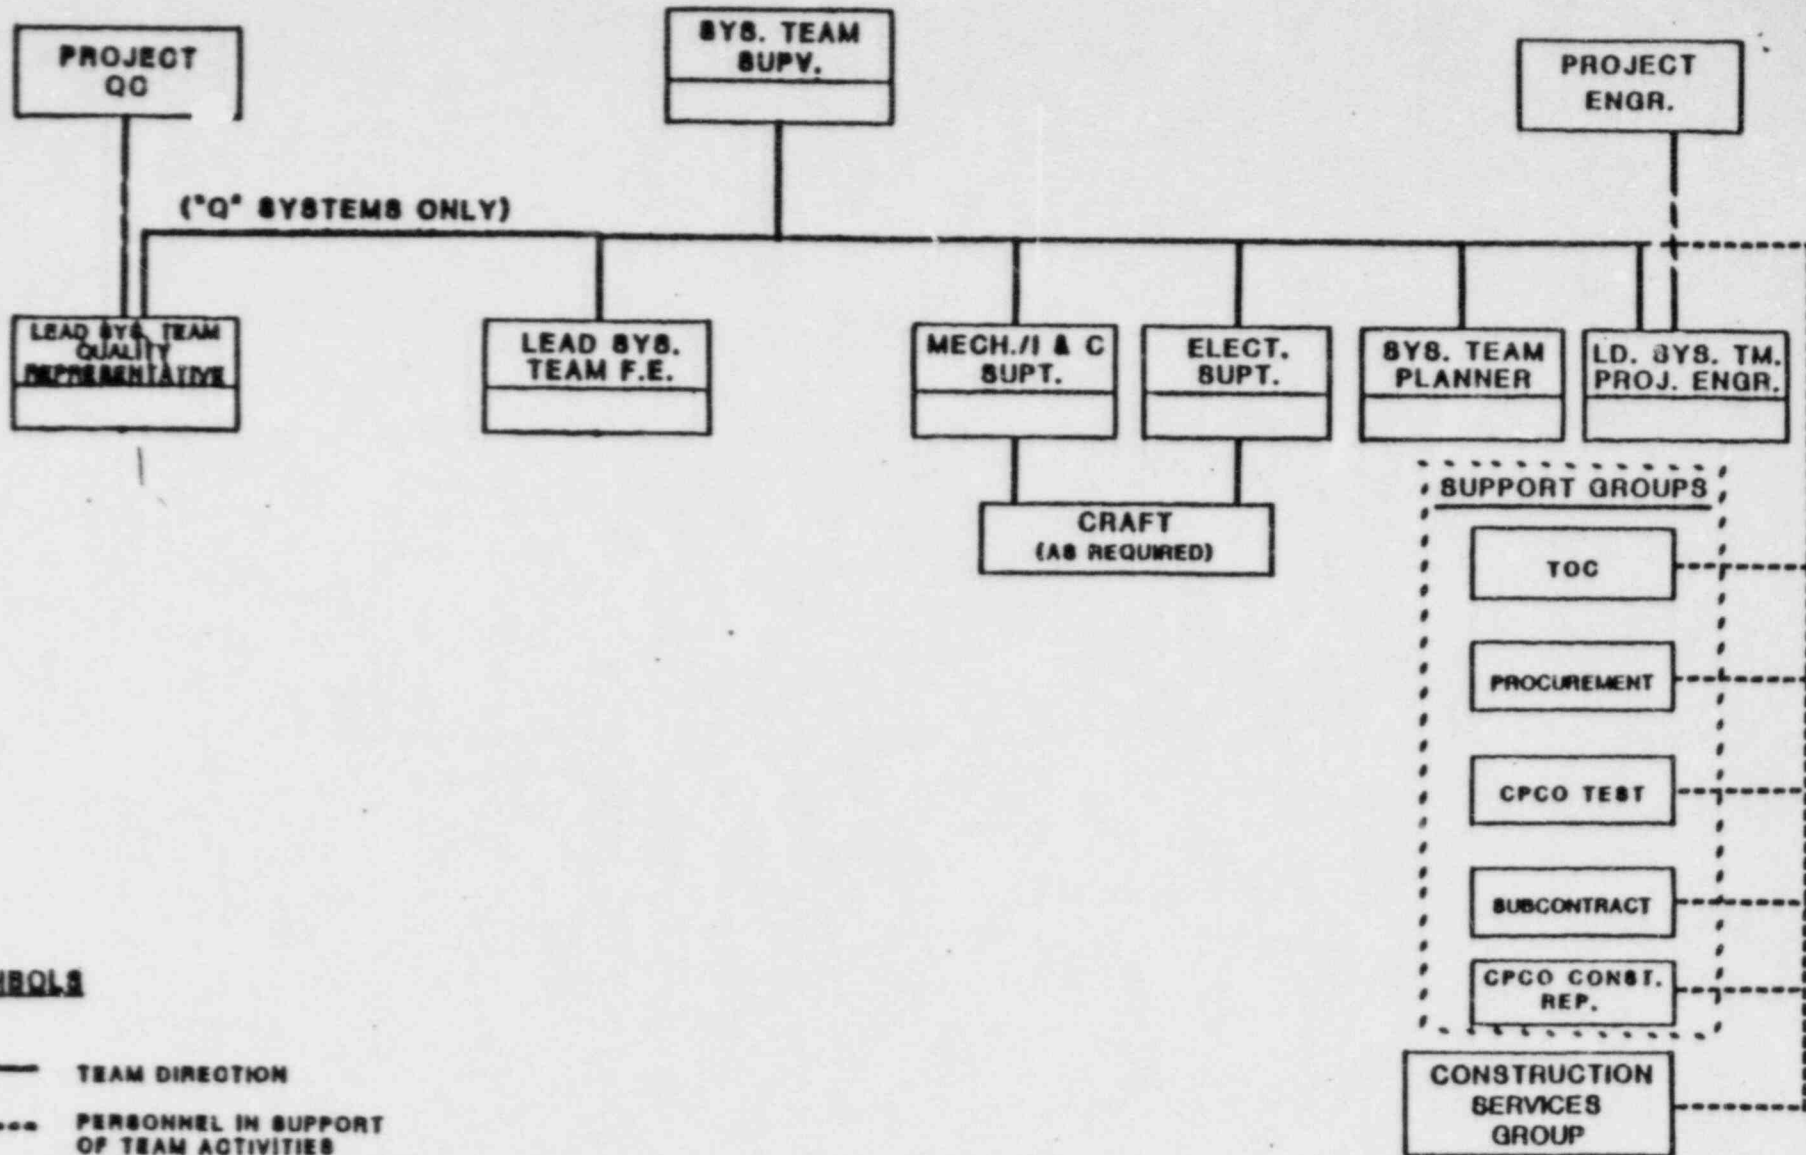 PROJECT
QC
SYS. TEAM
SUPV.
PROJECT
ENGR.
("Q" SYSTEMS ONLY)
LEAD SYS. TEAM
QUALITY
REPRESENTATIVE
LEAD SYS.
TEAM F.E.
MECH./I & C
SUPT.
ELECT.
SUPT.
SYS. TEAM
PLANNER
LD. SYS. TM.
PROJ. ENGR.
CRAFT
(AS REQUIRED)
SUPPORT GROUPS
TOC
PROCUREMENT
CPCO TEST
SUBCONTRACT
CPCO CONST.
REP.
CONSTRUCTION
SERVICES
GROUP
MBOLS
TEAM DIRECTION
PERSONNEL IN SUPPORT
OF TEAM ACTIVITIES